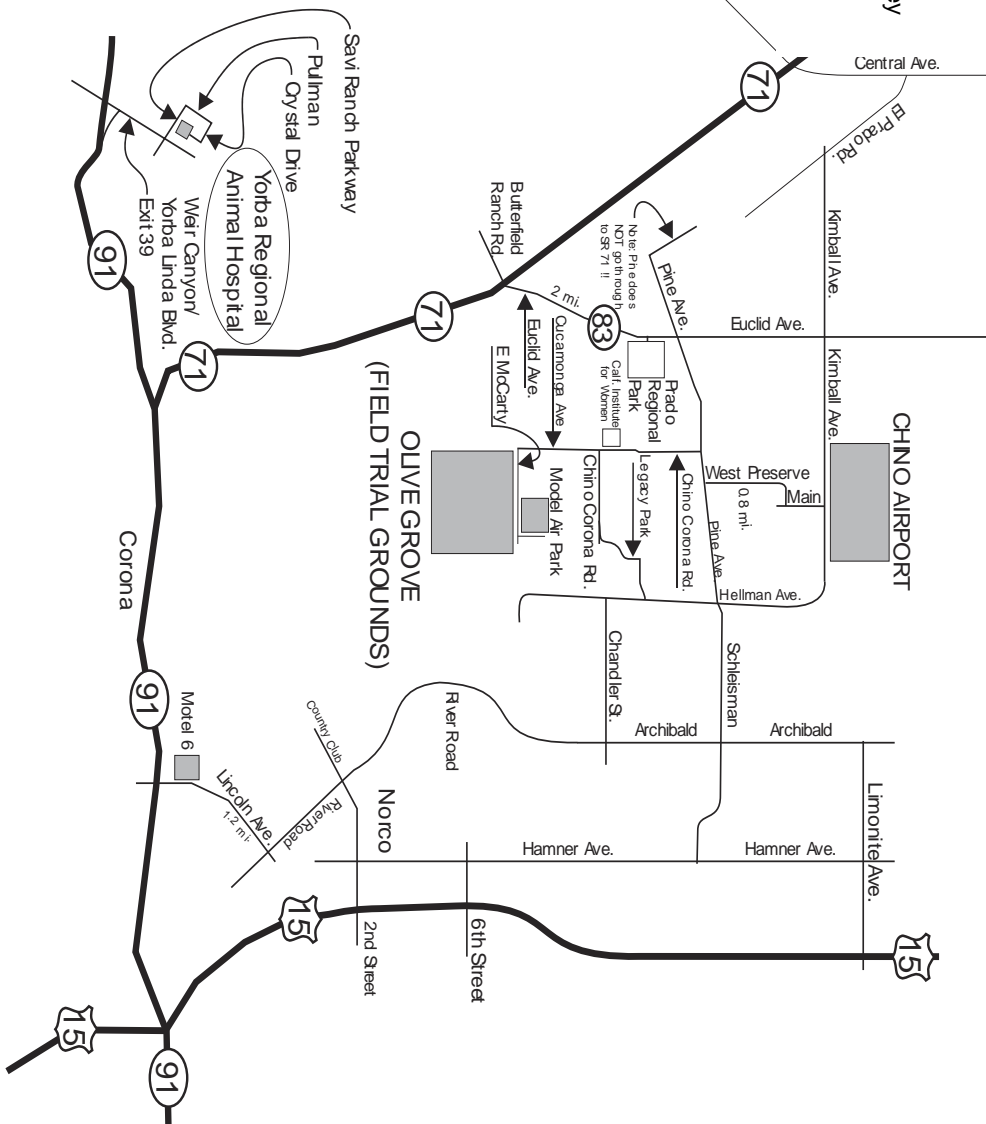 ey
Central Ave.
El Prado Rd.
71
Kimball Ave.
Kimball Ave.
Euclid Ave.
CHINO AIRPORT
Savi Ranch Parkway
Pullman
Crystal Drive
Yorba Regional
Animal Hospital
Weir Canyon/
Yorba Linda Blvd.
Exit 39
91
Butterfield
Ranch Rd.
Note: Pine does
NOT go through
to SR 71 !!
Pine Ave.
2 mi.
83
71
71
Euclid Ave.
Cucamonga Ave
E McCarty
Calif. Institute
for Women
Prado
Regional
Park
West Preserve
0.8 mi.
Main
Pine Ave.
Chino Corona Rd.
Legacy Park
Chino Corona Rd.
Model Air Park
OLIVE GROVE
(FIELD TRIAL GROUNDS)
Hellman Ave.
Chandler St.
Schleisman
Archibald
Archibald
River Road
Country Club
River Road
Norco
Corona
91
Motel 6
Lincoln Ave.
1.2 mi.
Hamner Ave.
Hamner Ave.
Limonite Ave.
15
2nd Street
6th Street
15
15
91